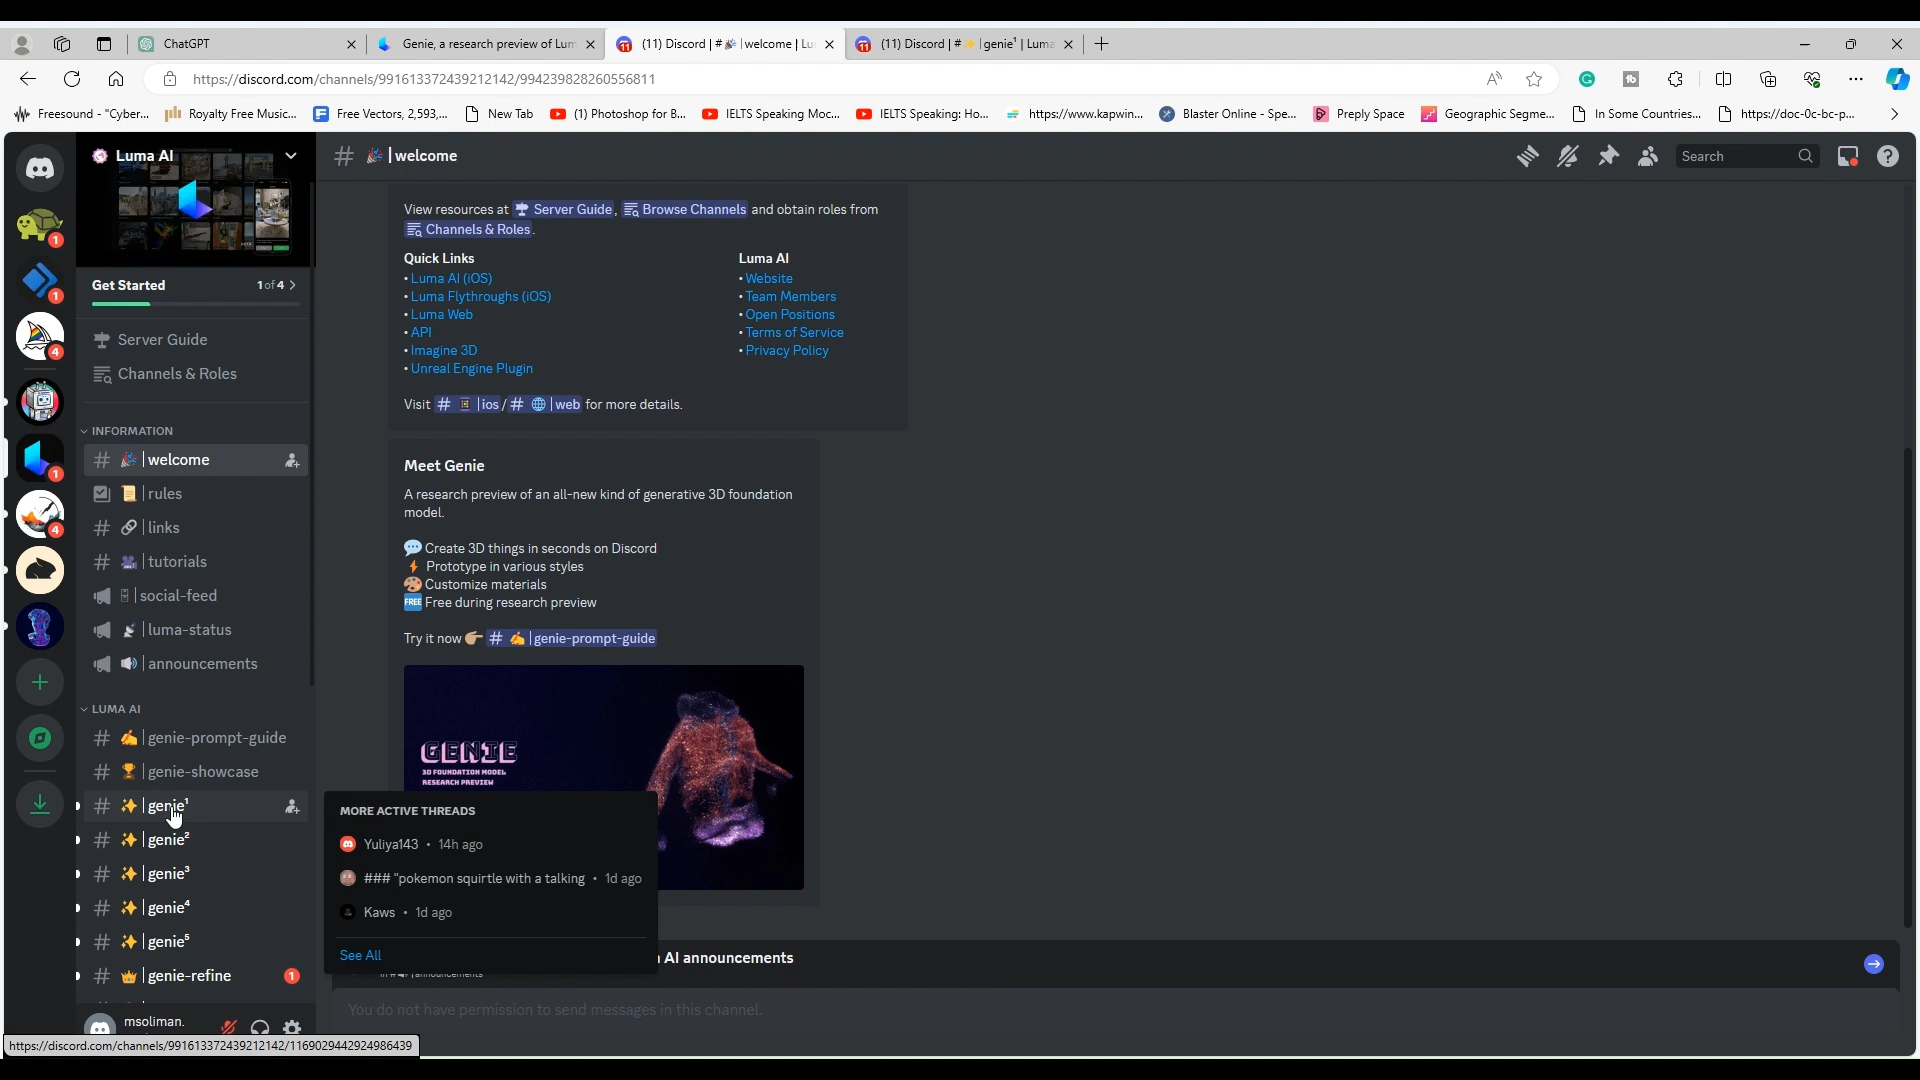 ChatGPT
Genie, a research preview of Lum
(11) Discord | #🎉 | welcome | Lu
(11) Discord | #✨ | genie¹ | Luma
https://discord.com/channels/991613372439212142/994239828260556811
Freesound - "Cyber...
Royalty Free Music...
Free Vectors, 2,593,...
New Tab
(1) Photoshop for B...
IELTS Speaking Moc...
IELTS Speaking: Ho...
https://www.kapwin...
Blaster Online - Spe...
Preply Space
Geographic Segme...
In Some Countries...
https://doc-0c-bc-p...
Luma AI
# 🎉 | welcome
Search
Get Started 1 of 4 >
Server Guide
Channels & Roles
INFORMATION
# 🎉 | welcome
📜 | rules
# 🔗 | links
# 🎥 | tutorials
| social-feed
📡 | luma-status
🔊 | announcements
LUMA AI
# ✍ | genie-prompt-guide
# 🏆 | genie-showcase
# ✨ | genie¹
# ✨ | genie²
# ✨ | genie³
# ✨ | genie⁴
# ✨ | genie⁵
# 👑 | genie-refine 1
msoliman.
1
1
4
1
4
View resources at Server Guide, Browse Channels and obtain roles from
Channels & Roles.
Quick Links
• Luma AI (iOS)
• Luma Flythroughs (iOS)
• Luma Web
• API
• Imagine 3D
• Unreal Engine Plugin
Luma AI
• Website
• Team Members
• Open Positions
• Terms of Service
• Privacy Policy
Visit # | ios / # 🌐 | web for more details.
Meet Genie
A research preview of an all-new kind of generative 3D foundation
model.
💬 Create 3D things in seconds on Discord
⚡ Prototype in various styles
🎨 Customize materials
🆓 Free during research preview
Try it now 👉 # ✍ | genie-prompt-guide
GENIE
3D FOUNDATION MODEL
RESEARCH PREVIEW
MORE ACTIVE THREADS
Yuliya143 • 14h ago
### "pokemon squirtle with a talking • 1d ago
Kaws • 1d ago
See All
AI announcements
You do not have permission to send messages in this channel.
https://discord.com/channels/991613372439212142/1169029442924986439